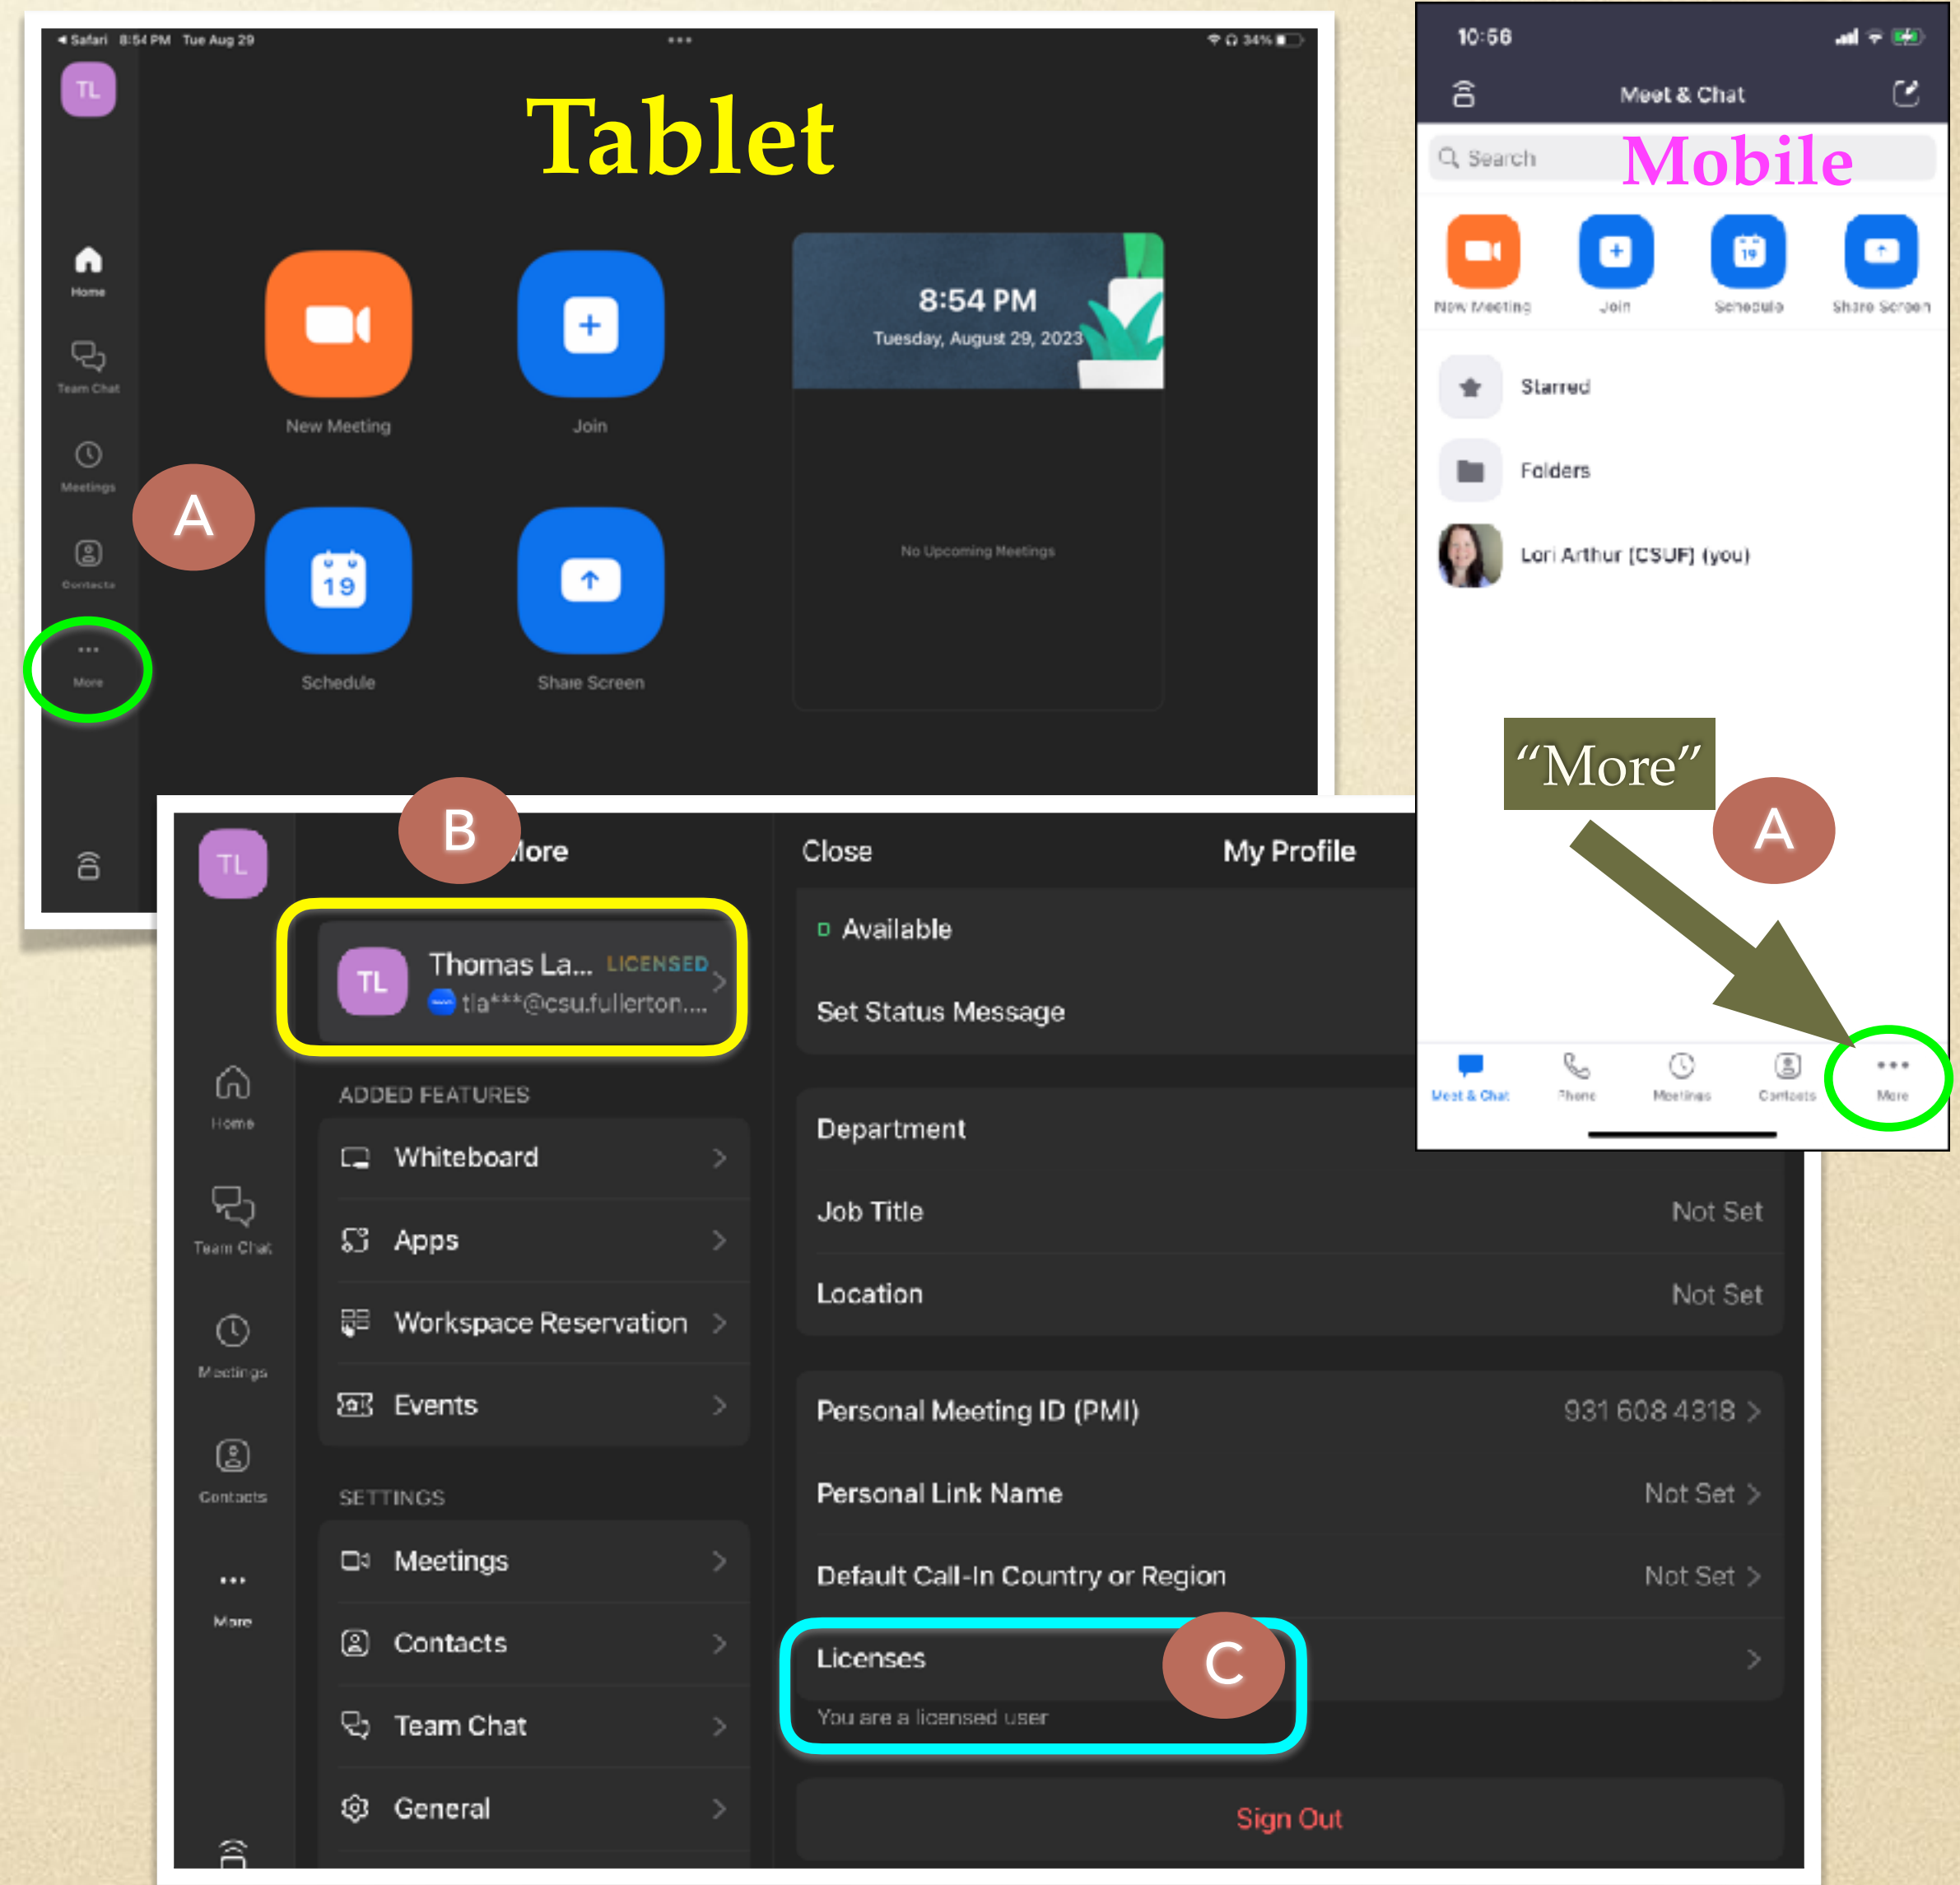 Safari 8:54 PM Tue Aug 29
34%
TL
Tablet
Home
Team Chat
Meetings
Contacts
More
A
New Meeting
Join
19
Schedule
Share Screen
8:54 PM
Tuesday, August 29, 2023
No Upcoming Meetings
10:56
Meet & Chat
Search
Mobile
New Meeting
Join
19
Schedule
Share Screen
Starred
Folders
Lori Arthur (CSUF) (you)
“More”
A
Meet & Chat
Phone
Meetings
Contacts
More
B
TL
Home
Team Chat
Meetings
Contacts
More
TL
Thomas La... LICENSED
tla***@csu.fullerton....
ADDED FEATURES
Whiteboard
Apps
Workspace Reservation
Events
SETTINGS
Meetings
Contacts
Team Chat
General
Close
My Profile
Available
Set Status Message
Department
Job Title Not Set
Location Not Set
Personal Meeting ID (PMI) 931 608 4318
Personal Link Name Not Set
Default Call-In Country or Region Not Set
Licenses
C
You are a licensed user
Sign Out